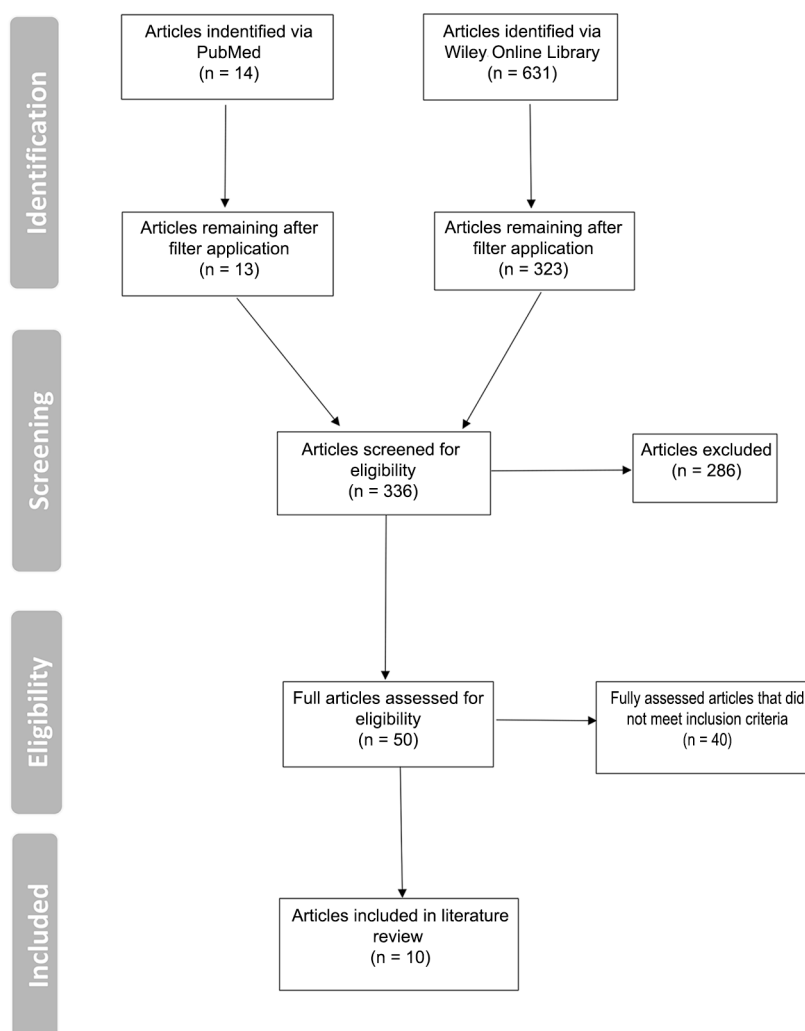 Identification
Articles indentified via
PubMed
(n = 14)
Articles identified via
Wiley Online Library
(n = 631)
Articles remaining after
filter application
(n = 13)
Articles remaining after
filter application
(n = 323)
Screening
Articles screened for
eligibility
(n = 336)
Articles excluded
(n = 286)
Eligibility
Full articles assessed for
eligibility
(n = 50)
Fully assessed articles that did
not meet inclusion criteria
(n = 40)
Included
Articles included in literature
review
(n = 10)